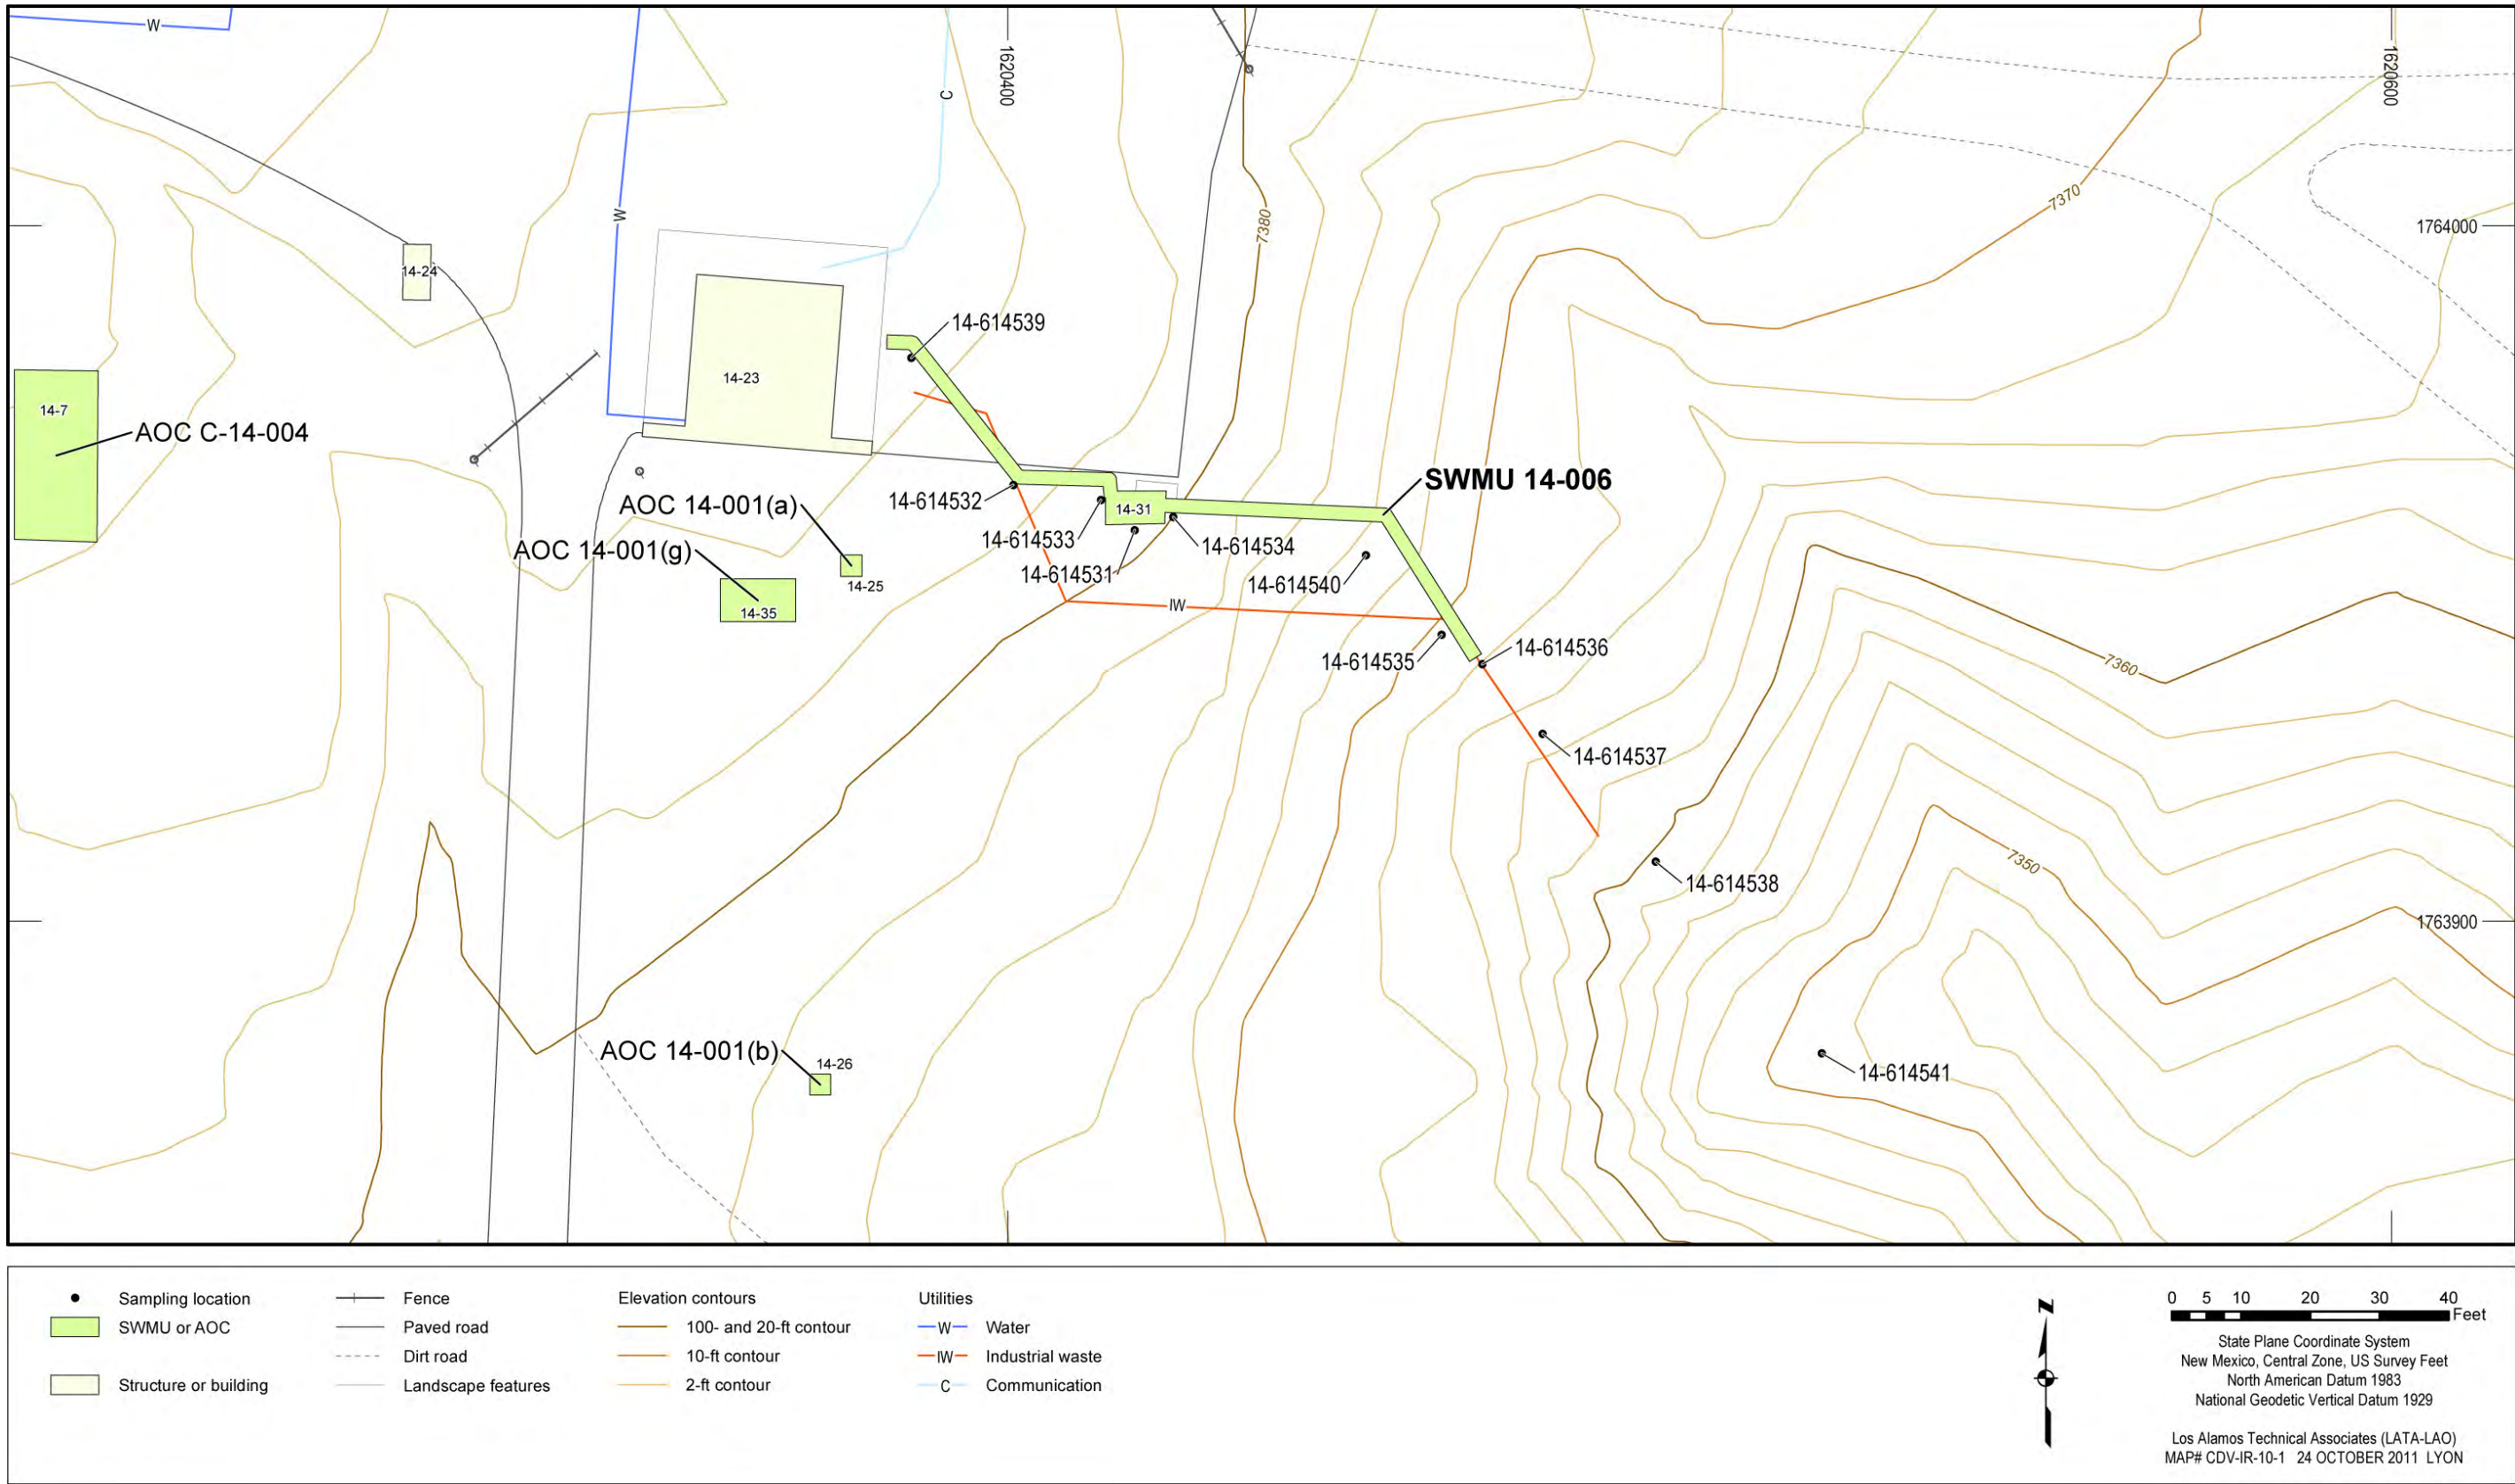 W
1620400
1620600
C
W
7380
7370
1764000
14-24
14-614539
14-23
14-7
AOC C-14-004
SWMU 14-006
14-614532
AOC 14-001(a)
14-31
14-614533
14-614534
AOC 14-001(g)
14-614531
14-614540
14-25
14-35
IW
14-614535
14-614536
7360
14-614537
7350
14-614538
1763900
AOC 14-001(b)
14-26
14-614541
Sampling location
SWMU or AOC
Structure or building
Fence
Paved road
Dirt road
Landscape features
Elevation contours
100- and 20-ft contour
10-ft contour
2-ft contour
Utilities
W Water
IW Industrial waste
C Communication
N
0 5 10 20 30 40
Feet
State Plane Coordinate System
New Mexico, Central Zone, US Survey Feet
North American Datum 1983
National Geodetic Vertical Datum 1929
Los Alamos Technical Associates (LATA-LAO)
MAP# CDV-IR-10-1 24 OCTOBER 2011 LYON